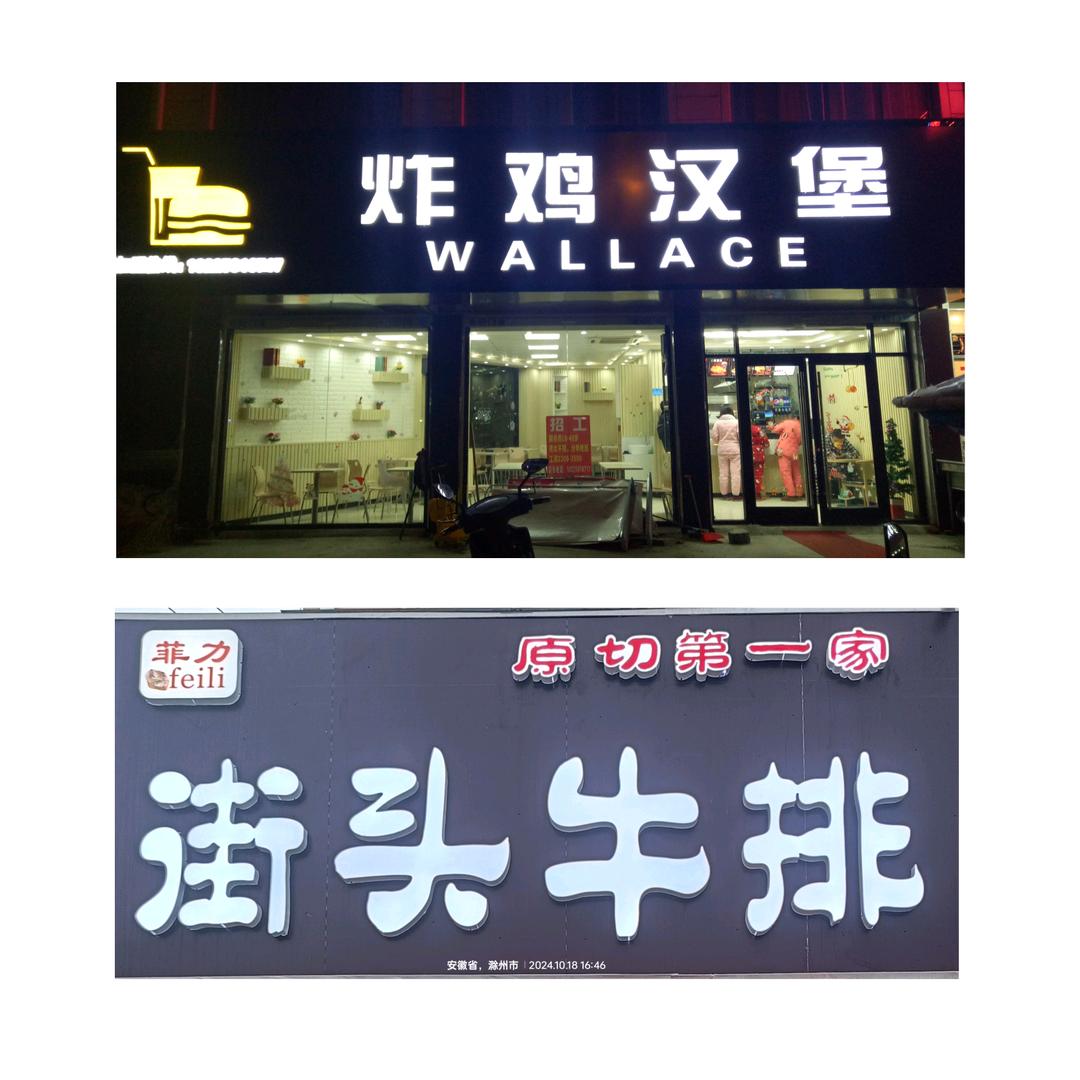 炸鸡汉堡
WALLACE
招工
菲力
feili
原切第一家
街头牛排
安徽省，滁州市 | 2024.10.18 16:46